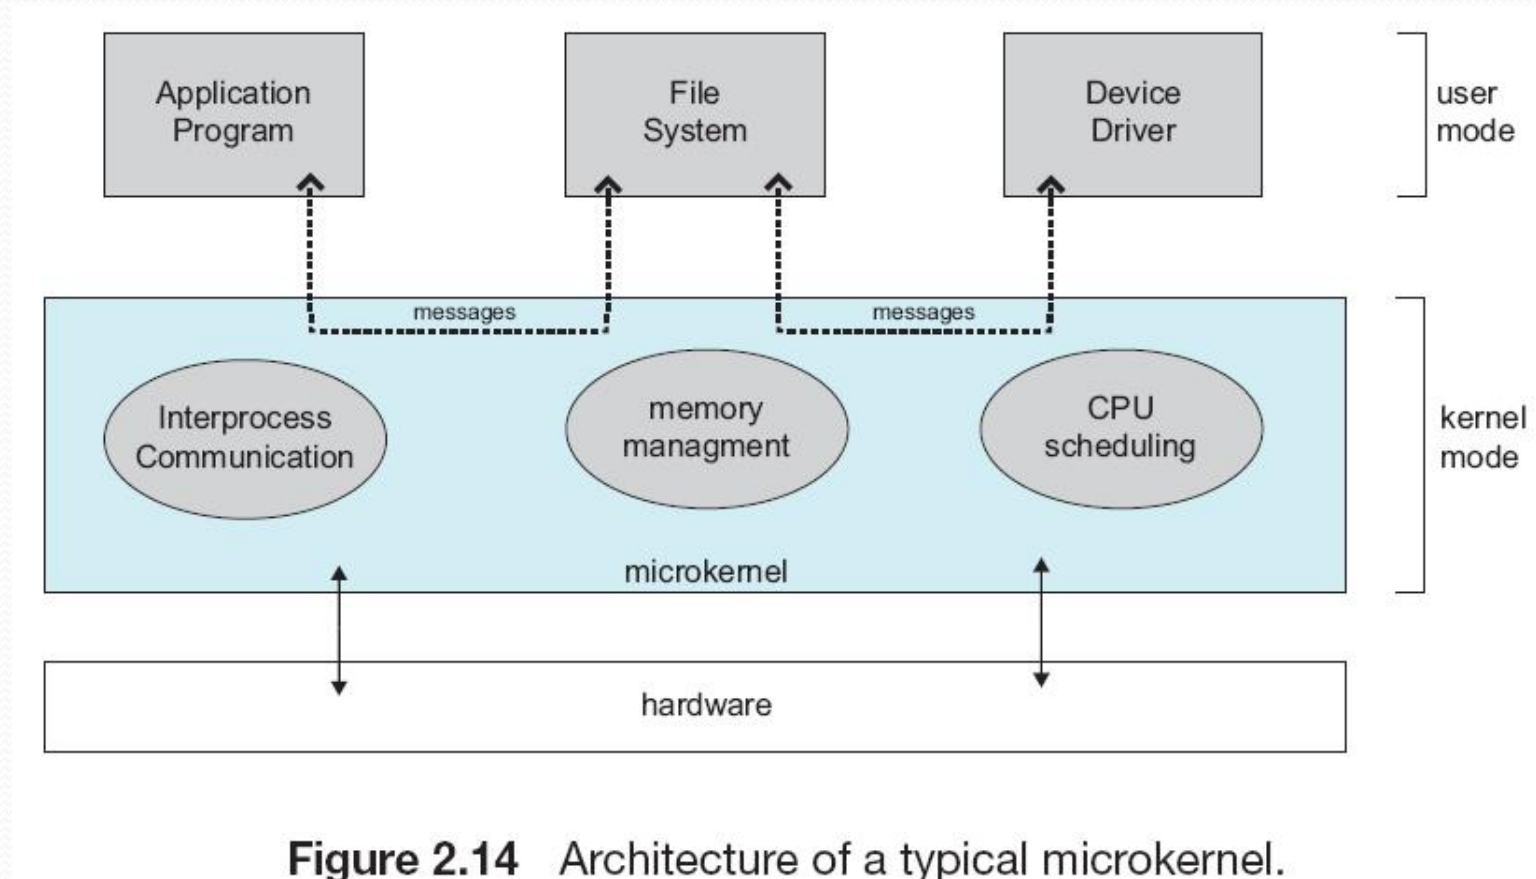 Application
Program
File
System
Device
Driver
user
mode
messages
messages
Interprocess
Communication
memory
managment
CPU
scheduling
kernel
mode
microkernel
hardware
Figure 2.14 Architecture of a typical microkernel.